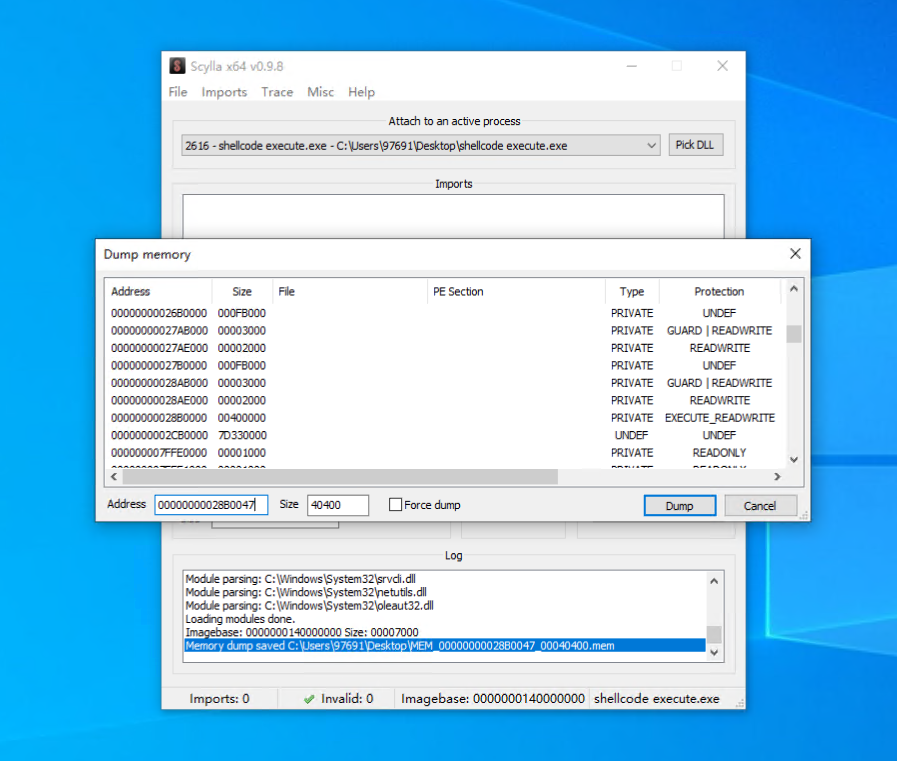 Scylla x64 v0.9.8
File Imports Trace Misc Help
Attach to an active process
2616 - shellcode execute.exe - C:\Users\97691\Desktop\shellcode execute.exe
Pick DLL
Imports
Dump memory
Address Size File PE Section Type Protection
00000000026B0000 000FB000 PRIVATE UNDEF
00000000027AB000 00003000 PRIVATE GUARD | READWRITE
00000000027AE000 00002000 PRIVATE READWRITE
00000000027B0000 000FB000 PRIVATE UNDEF
00000000028AB000 00003000 PRIVATE GUARD | READWRITE
00000000028AE000 00002000 PRIVATE READWRITE
00000000028B0000 00400000 PRIVATE EXECUTE_READWRITE
0000000002CB0000 7D330000 UNDEF UNDEF
000000007FFE0000 00001000 PRIVATE READONLY
Address 00000000028B0047 Size 40400 Force dump Dump Cancel
Log
Module parsing: C:\Windows\System32\srvcli.dll
Module parsing: C:\Windows\System32\netutils.dll
Module parsing: C:\Windows\System32\oleaut32.dll
Loading modules done.
Imagebase: 0000000140000000 Size: 00007000
Memory dump saved C:\Users\97691\Desktop\MEM_00000000028B0047_00040400.mem
Imports: 0 Invalid: 0 Imagebase: 0000000140000000 shellcode execute.exe